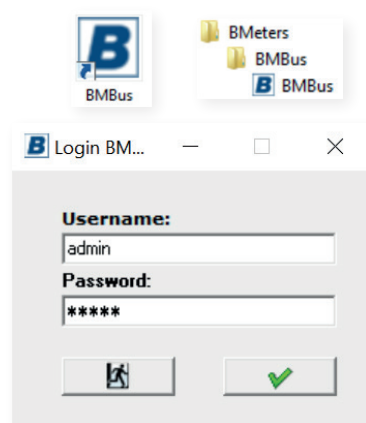 B
BMBus
BMeters
BMBus
B BMBus
B Login BM...
Username:
admin
Password:
*****